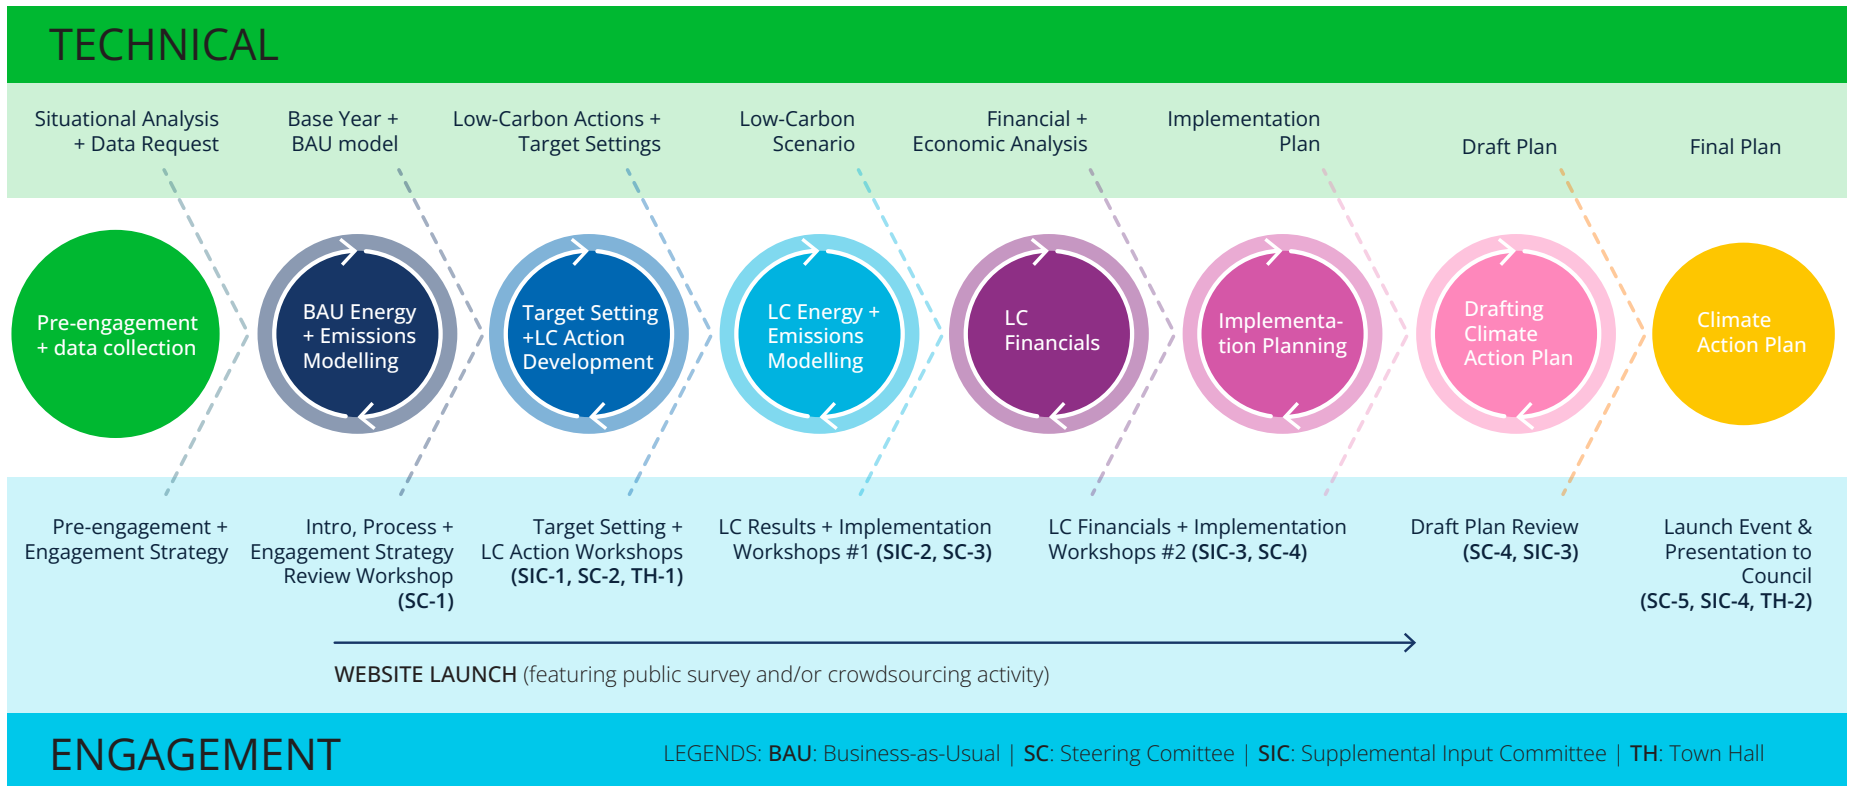 TECHNICAL
Situational Analysis
+ Data Request
Base Year +
BAU model
Low-Carbon Actions +
Target Settings
Low-Carbon
Scenario
Financial +
Economic Analysis
Implementation
Plan
Draft Plan
Final Plan
Pre-engagement
+ data collection
BAU Energy
+ Emissions
Modelling
Target Setting
+LC Action
Development
LC Energy +
Emissions
Modelling
LC
Financials
Implementa-
tion Planning
Drafting
Climate
Action Plan
Climate
Action Plan
Pre-engagement +
Engagement Strategy
Intro, Process +
Engagement Strategy
Review Workshop
(SC-1)
Target Setting +
LC Action Workshops
(SIC-1, SC-2, TH-1)
LC Results + Implementation
Workshops #1 (SIC-2, SC-3)
LC Financials + Implementation
Workshops #2 (SIC-3, SC-4)
Draft Plan Review
(SC-4, SIC-3)
Launch Event &
Presentation to
Council
(SC-5, SIC-4, TH-2)
WEBSITE LAUNCH (featuring public survey and/or crowdsourcing activity)
ENGAGEMENT
LEGENDS: BAU: Business-as-Usual | SC: Steering Comittee | SIC: Supplemental Input Committee | TH: Town Hall